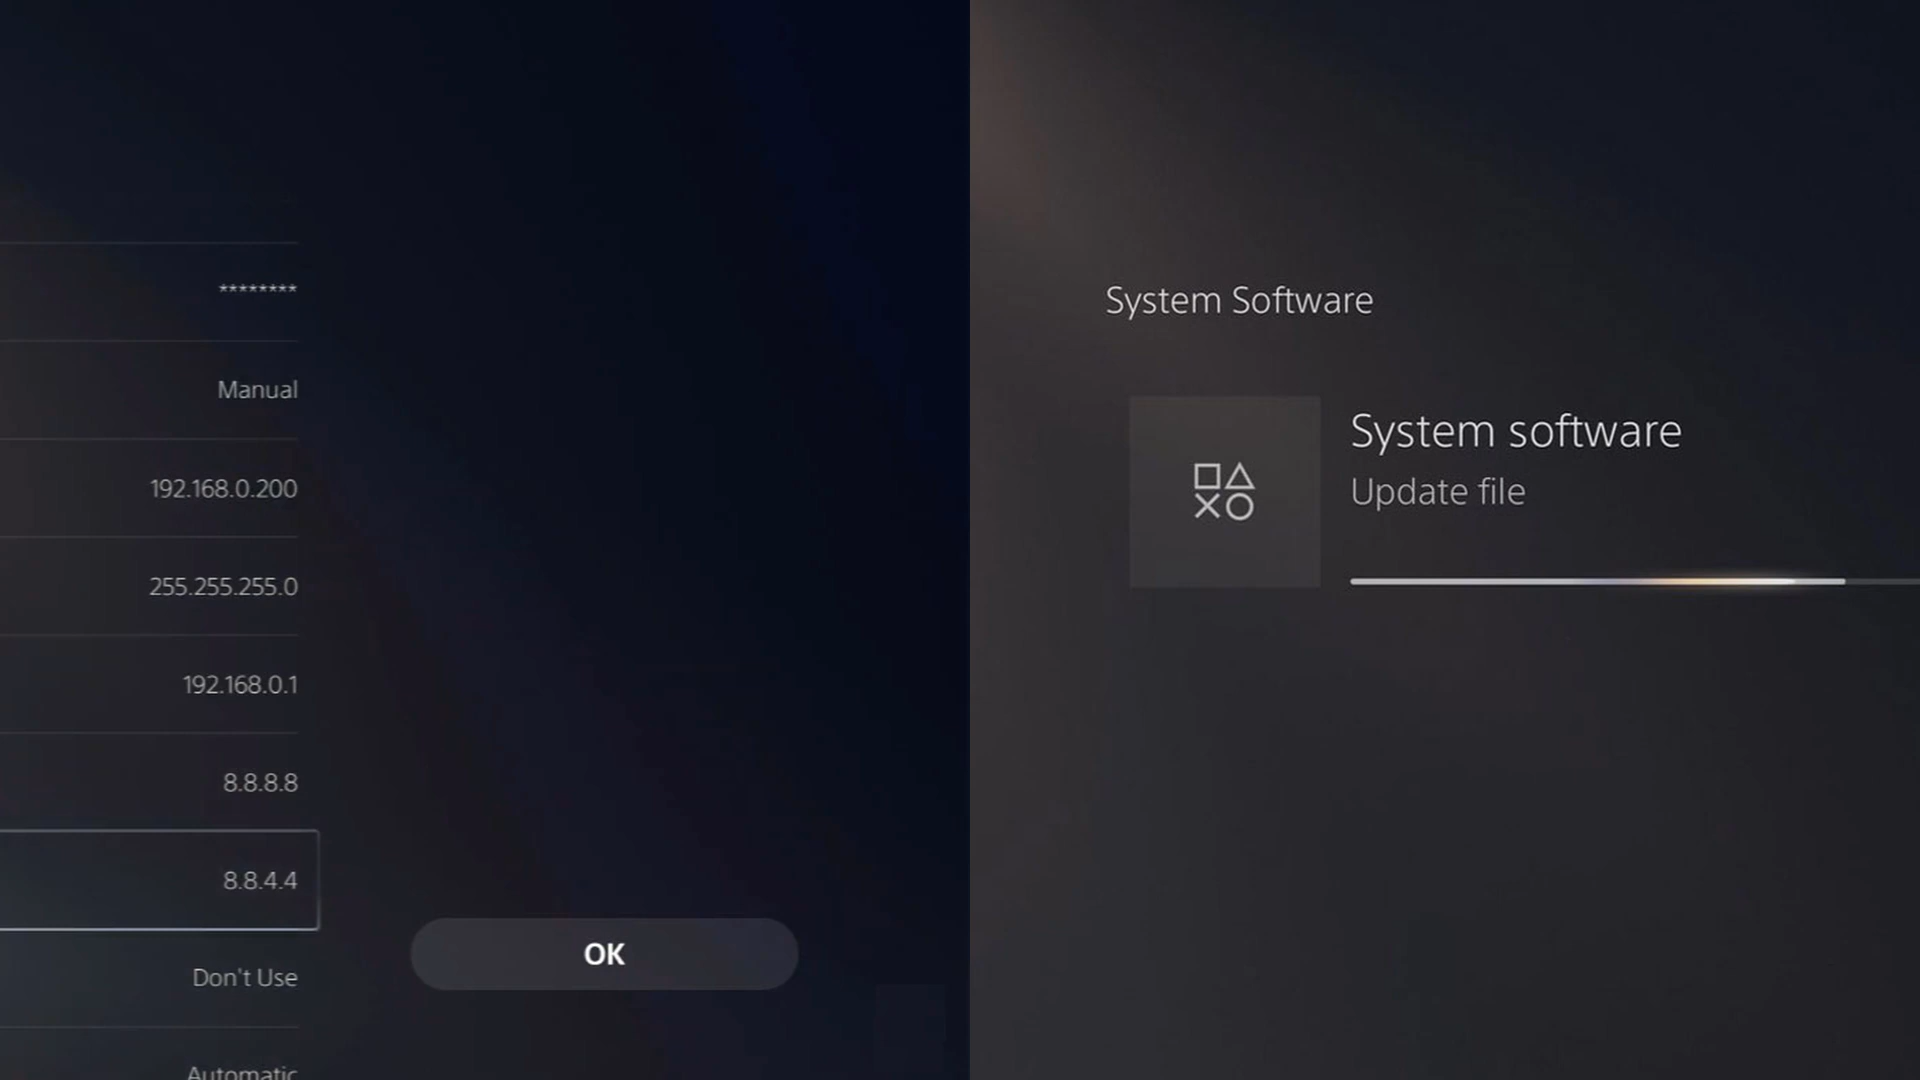 ********
Manual
192.168.0.200
255.255.255.0
192.168.0.1
8.8.8.8
8.8.4.4
Don't Use
Automatic
OK
System Software
System software
Update file